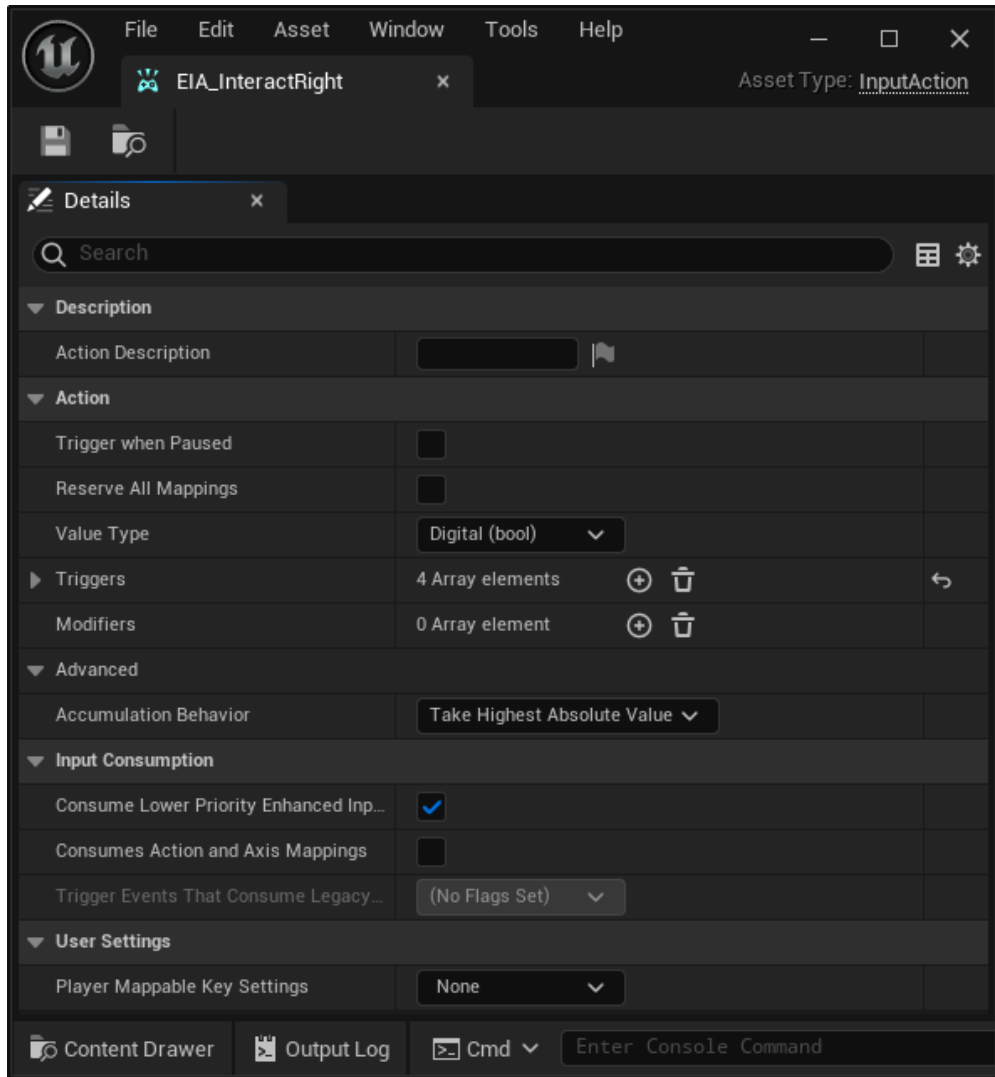 File Edit Asset Window Tools Help
EIA_InteractRight
Asset Type: InputAction
Details
Search
Description
Action Description
Action
Trigger when Paused
Reserve All Mappings
Value Type Digital (bool)
Triggers 4 Array elements
Modifiers 0 Array element
Advanced
Accumulation Behavior Take Highest Absolute Value
Input Consumption
Consume Lower Priority Enhanced Inp...
Consumes Action and Axis Mappings
Trigger Events That Consume Legacy... (No Flags Set)
User Settings
Player Mappable Key Settings None
Content Drawer Output Log Cmd Enter Console Command